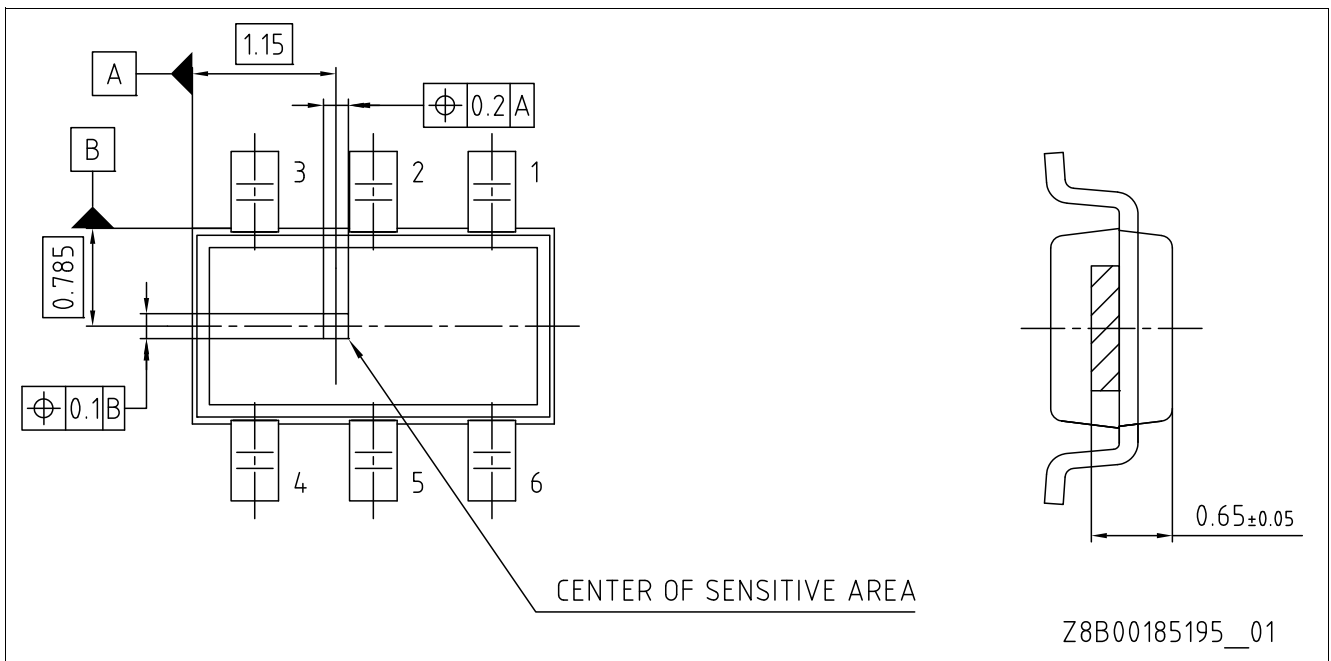 1.15
A
⌖ 0.2 A
B
3 2 1
0.785
⌖ 0.1 B
4 5 6
0.65±0.05
CENTER OF SENSITIVE AREA
Z8B00185195__01